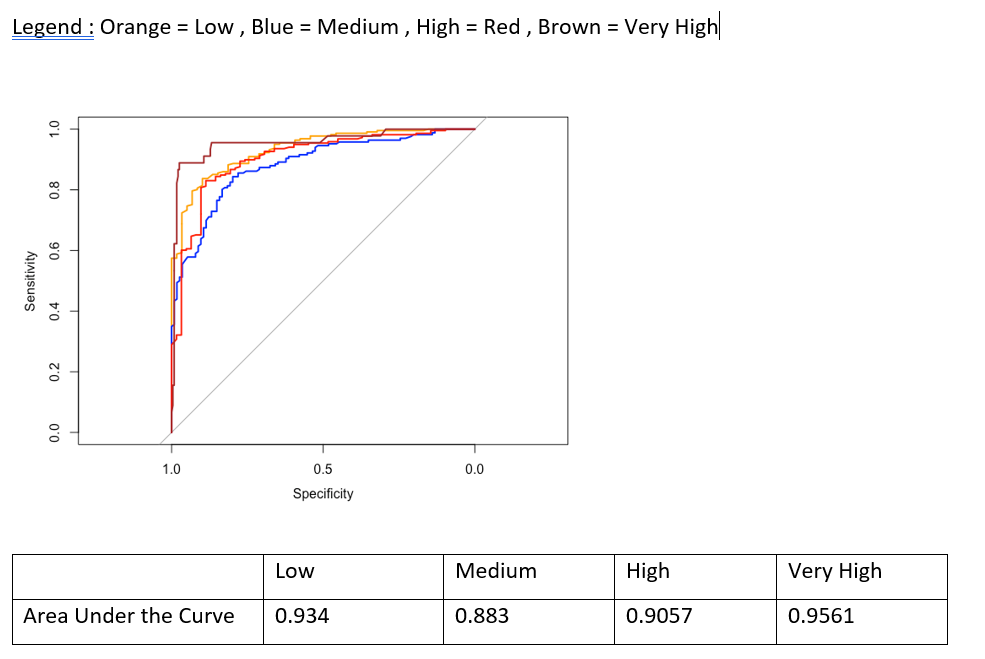 Legend : Orange = Low , Blue = Medium , High = Red , Brown = Very High
1.0
0.8
0.6
0.4
0.2
0.0
Sensitivity
1.0 0.5 0.0
Specificity
Low Medium High Very High
Area Under the Curve 0.934 0.883 0.9057 0.9561